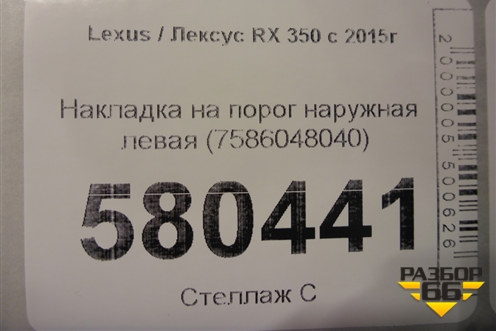 Lexus / Лексус RX 350 с 2015г
Накладка на порог наружная
левая (7586048040)
580441
Стеллаж С
2000005500626
РАЗБОР
66